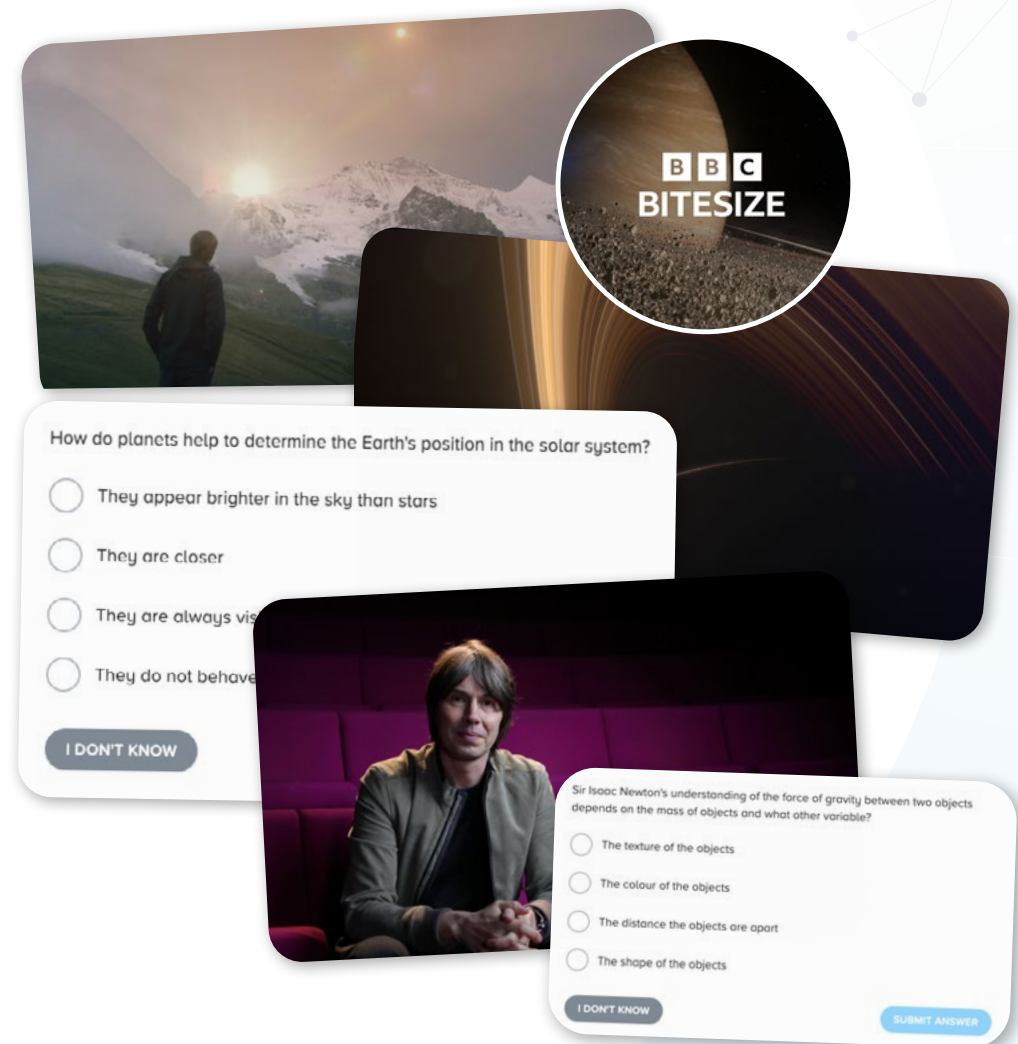 BBC
BITESIZE
How do planets help to determine the Earth's position in the solar system?
They appear brighter in the sky than stars
They are closer
They are always
They do not behave
I DON'T KNOW
Sir Isaac Newton's understanding of the force of gravity between two objects
depends on the mass of objects and what other variable?
The texture of the objects
The colour of the objects
The distance the objects are apart
The shape of the objects
I DON'T KNOW
SUBMIT ANSWER